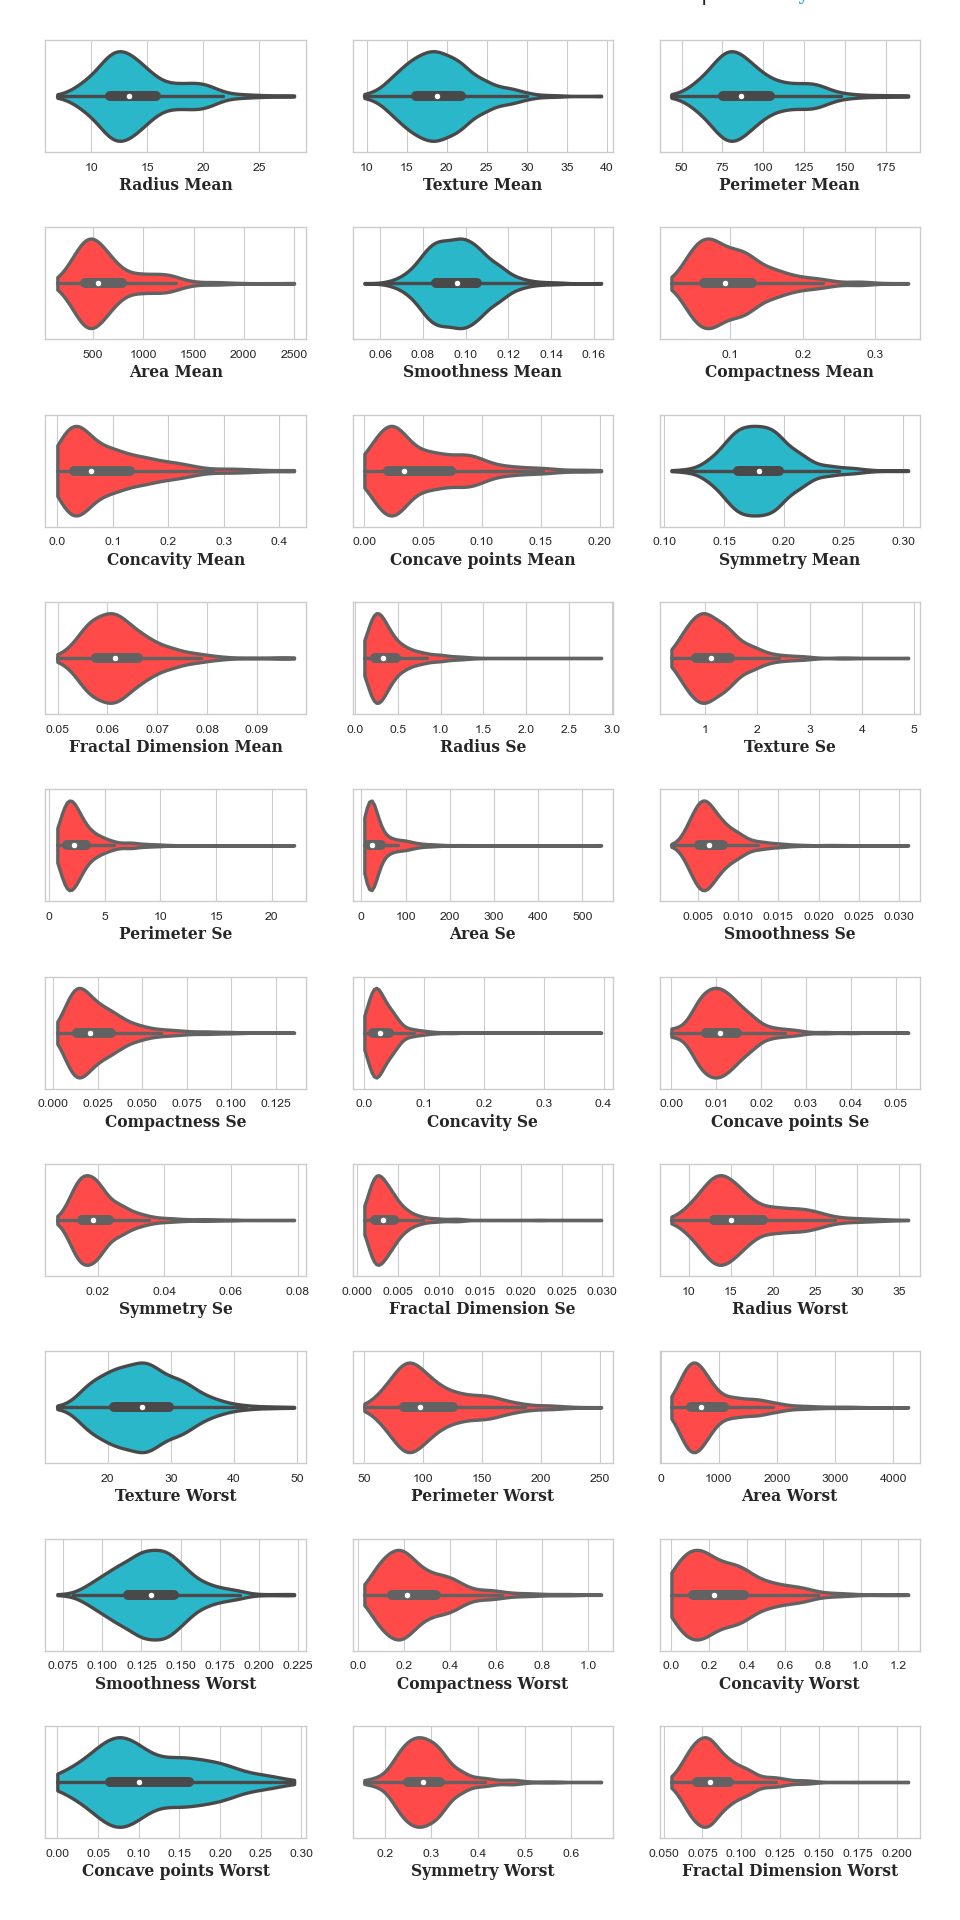 10 15 20 25
Radius Mean
10 15 20 25 30 35 40
Texture Mean
50 75 100 125 150 175
Perimeter Mean
500 1000 1500 2000 2500
Area Mean
0.06 0.08 0.10 0.12 0.14 0.16
Smoothness Mean
0.1 0.2 0.3
Compactness Mean
0.0 0.1 0.2 0.3 0.4
Concavity Mean
0.00 0.05 0.10 0.15 0.20
Concave points Mean
0.10 0.15 0.20 0.25 0.30
Symmetry Mean
0.05 0.06 0.07 0.08 0.09
Fractal Dimension Mean
0.0 0.5 1.0 1.5 2.0 2.5 3.0
Radius Se
1 2 3 4 5
Texture Se
0 5 10 15 20
Perimeter Se
0 100 200 300 400 500
Area Se
0.005 0.010 0.015 0.020 0.025 0.030
Smoothness Se
0.000 0.025 0.050 0.075 0.100 0.125
Compactness Se
0.0 0.1 0.2 0.3 0.4
Concavity Se
0.00 0.01 0.02 0.03 0.04 0.05
Concave points Se
0.02 0.04 0.06 0.08
Symmetry Se
0.000 0.005 0.010 0.015 0.020 0.025 0.030
Fractal Dimension Se
10 15 20 25 30 35
Radius Worst
20 30 40 50
Texture Worst
50 100 150 200 250
Perimeter Worst
0 1000 2000 3000 4000
Area Worst
0.075 0.100 0.125 0.150 0.175 0.200 0.225
Smoothness Worst
0.0 0.2 0.4 0.6 0.8 1.0
Compactness Worst
0.0 0.2 0.4 0.6 0.8 1.0 1.2
Concavity Worst
0.00 0.05 0.10 0.15 0.20 0.25 0.30
Concave points Worst
0.2 0.3 0.4 0.5 0.6
Symmetry Worst
0.050 0.075 0.100 0.125 0.150 0.175 0.200
Fractal Dimension Worst